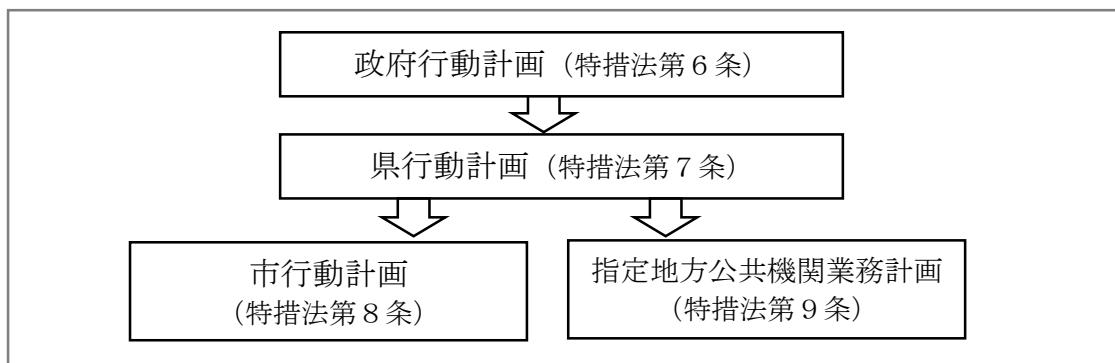 政府行動計画（特措法第６条）
県行動計画（特措法第７条）
市行動計画
（特措法第８条）
指定地方公共機関業務計画
（特措法第９条）